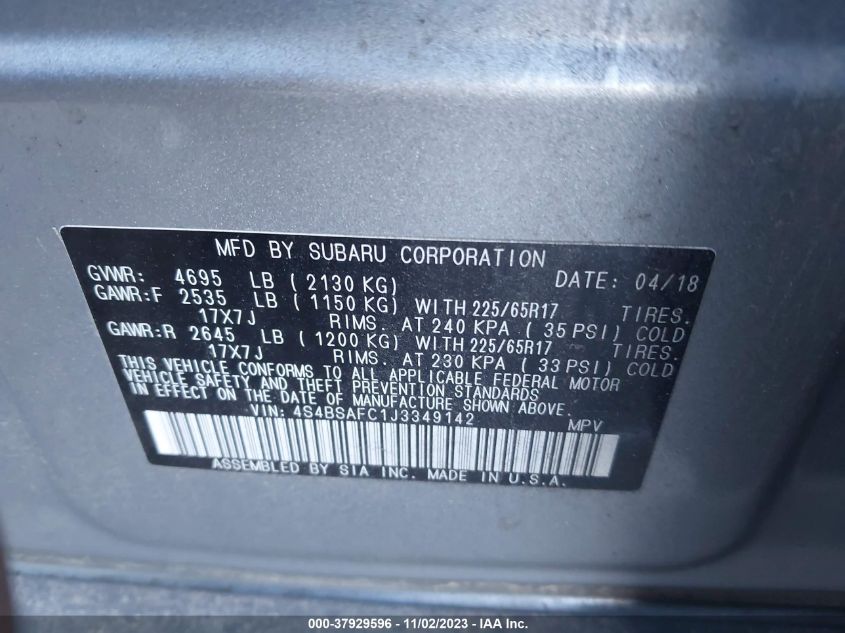 MFD BY SUBARU CORPORATION
GVWR: 4695 LB (2130 KG) DATE: 04/18
GAWR:F 2535 LB (1150 KG) WITH 225/65R17 TIRES.
17X7J RIMS. AT 240 KPA (35 PSI) COLD
GAWR:R 2645 LB (1200 KG) WITH 225/65R17 TIRES.
17X7J RIMS. AT 230 KPA (33 PSI) COLD
THIS VEHICLE CONFORMS TO ALL APPLICABLE FEDERAL MOTOR
VEHICLE SAFETY AND THEFT PREVENTION STANDARDS
IN EFFECT ON THE DATE OF MANUFACTURE SHOWN ABOVE.
VIN: 4S4BSAFC1J3349142 MPV
ASSEMBLED BY SIA INC. MADE IN U.S.A.
000-37929596 - 11/02/2023 - IAA Inc.